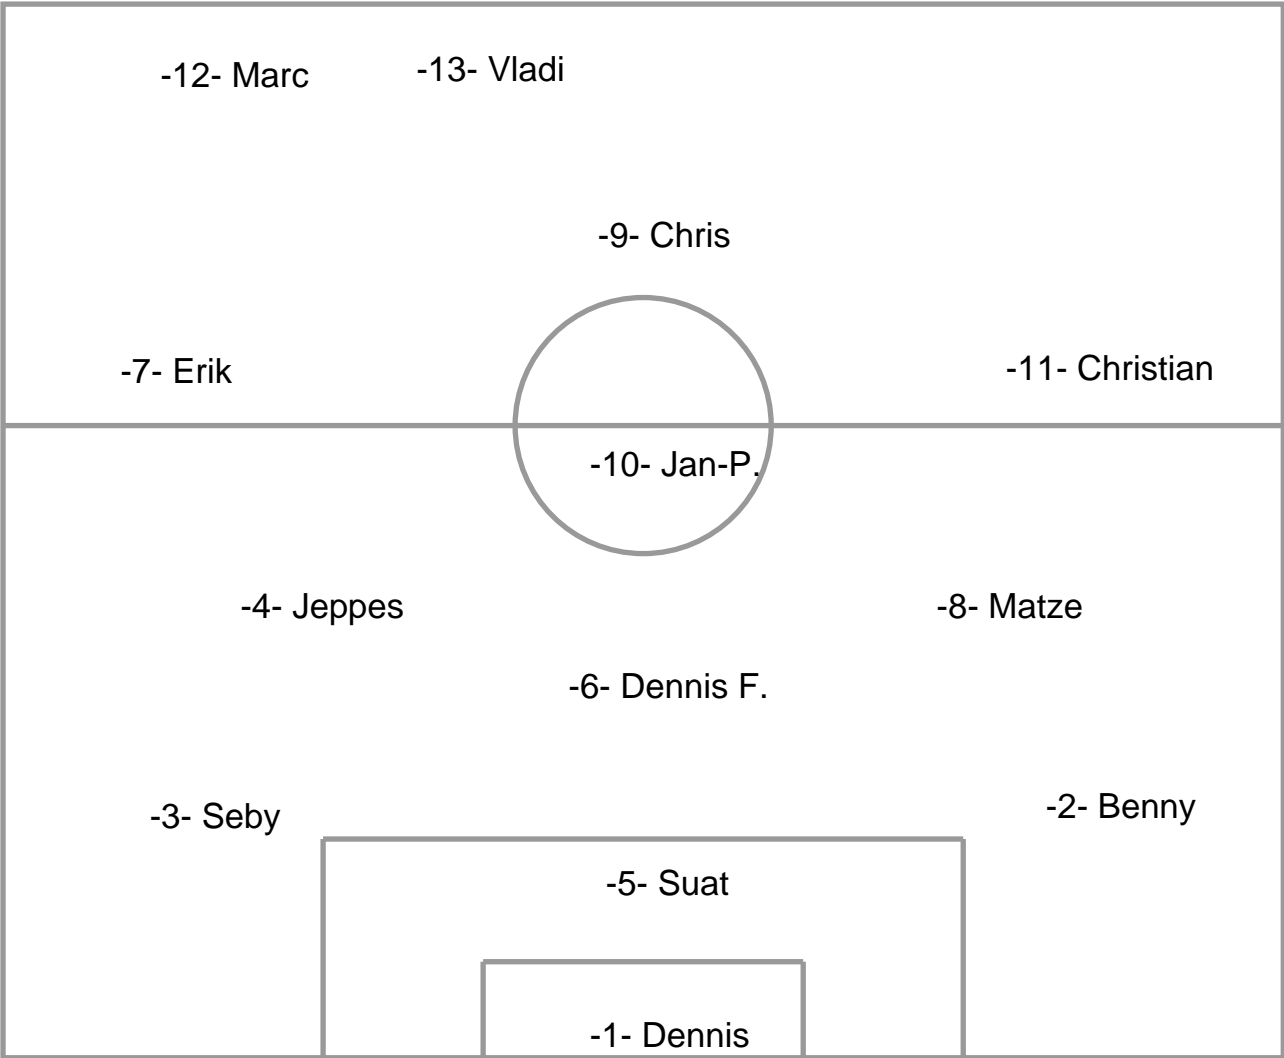 -12- Marc
-13- Vladi
-9- Chris
-7- Erik
-11- Christian
-10- Jan-P.
-4- Jeppes
-8- Matze
-6- Dennis F.
-3- Seby
-2- Benny
-5- Suat
-1- Dennis